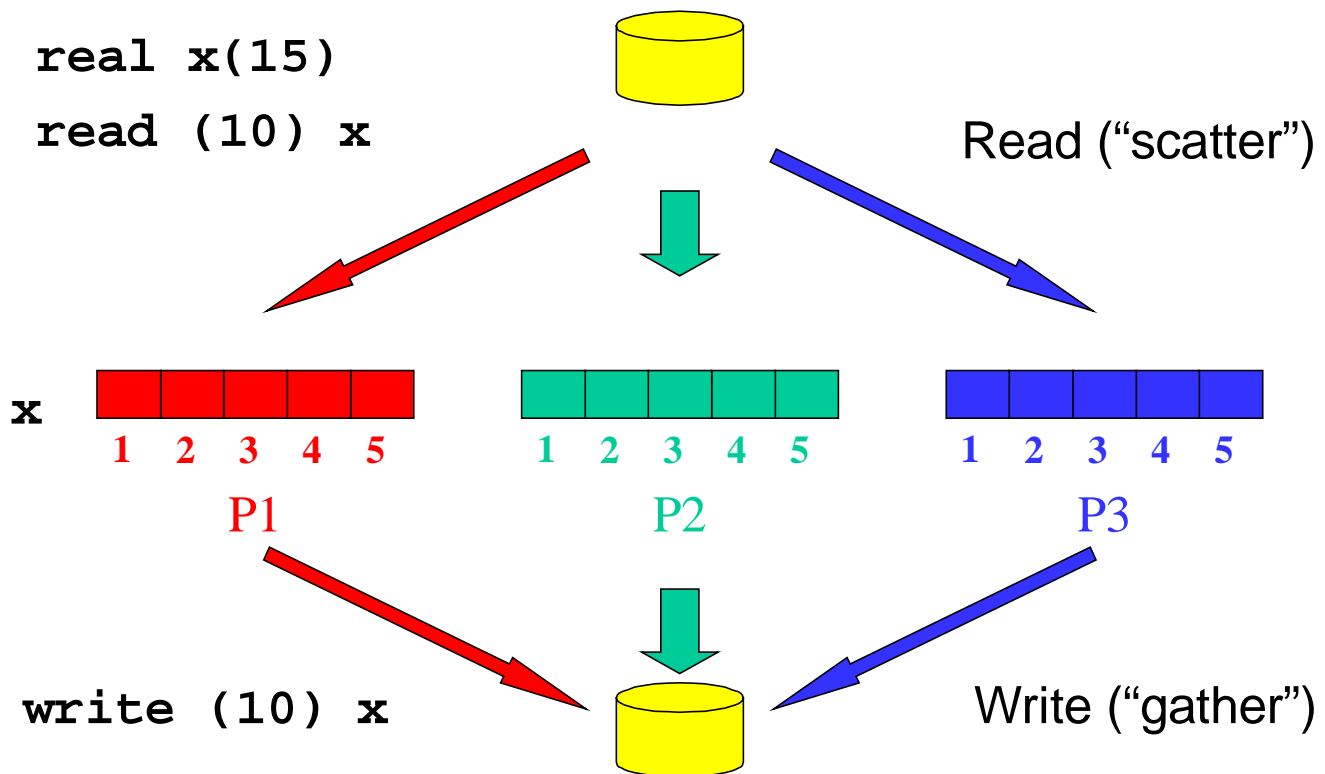 real x(15)
read (10) x
Read (“scatter”)
x
1 2 3 4 5
1 2 3 4 5
1 2 3 4 5
P1
P2
P3
write (10) x
Write (“gather”)